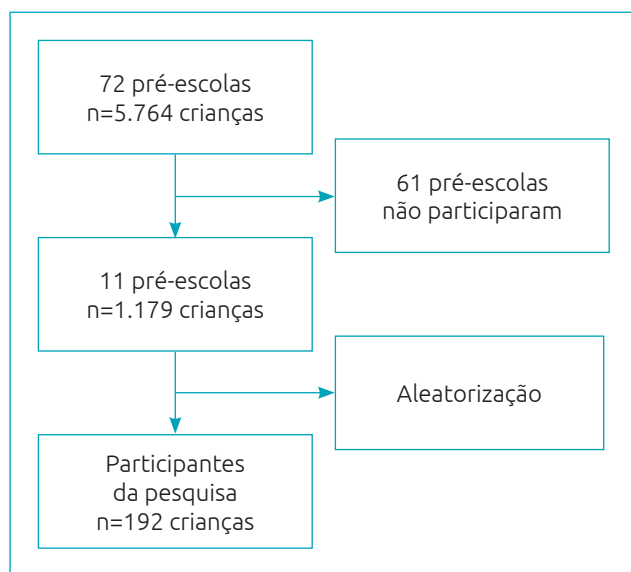 72 pré-escolas
n=5.764 crianças
61 pré-escolas
não participaram
11 pré-escolas
n=1.179 crianças
Aleatorização
Participantes
da pesquisa
n=192 crianças